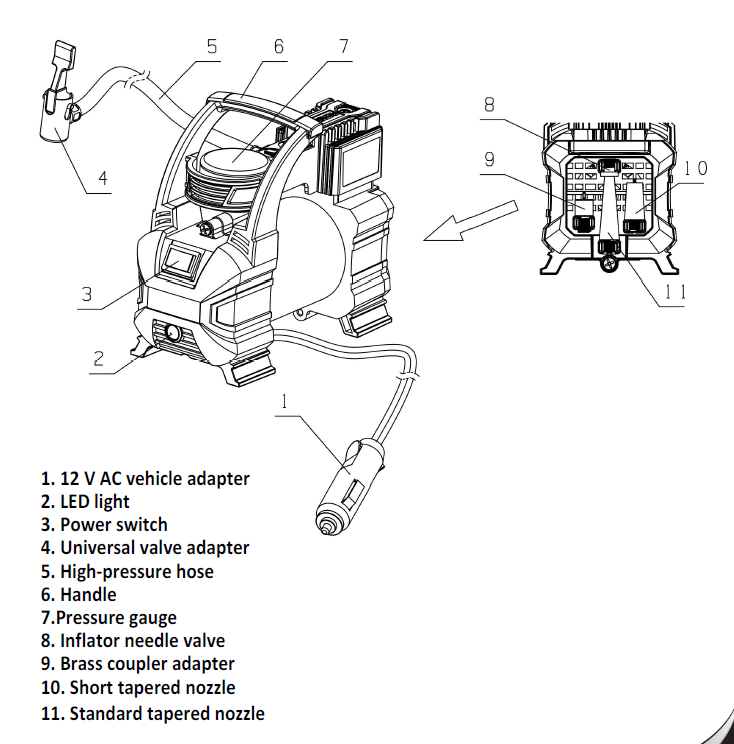 5 6 7
8
9 10
4
3 11
2
1
1. 12 V AC vehicle adapter
2. LED light
3. Power switch
4. Universal valve adapter
5. High-pressure hose
6. Handle
7.Pressure gauge
8. Inflator needle valve
9. Brass coupler adapter
10. Short tapered nozzle
11. Standard tapered nozzle